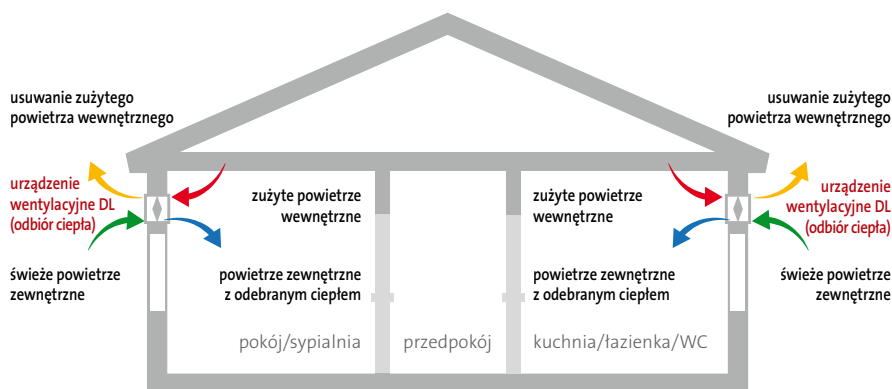 usuwanie zużytego
powietrza wewnętrznego
urządzenie
wentylacyjne DL
(odbiór ciepła)
świeże powietrze
zewnętrzne
zużyte powietrze
wewnętrzne
powietrze zewnętrzne
z odebranym ciepłem
pokój/sypialnia
przedpokój
zużyte powietrze
wewnętrzne
powietrze zewnętrzne
z odebranym ciepłem
kuchnia/łazienka/WC
usuwanie zużytego
powietrza wewnętrznego
urządzenie
wentylacyjne DL
(odbiór ciepła)
świeże powietrze
zewnętrzne